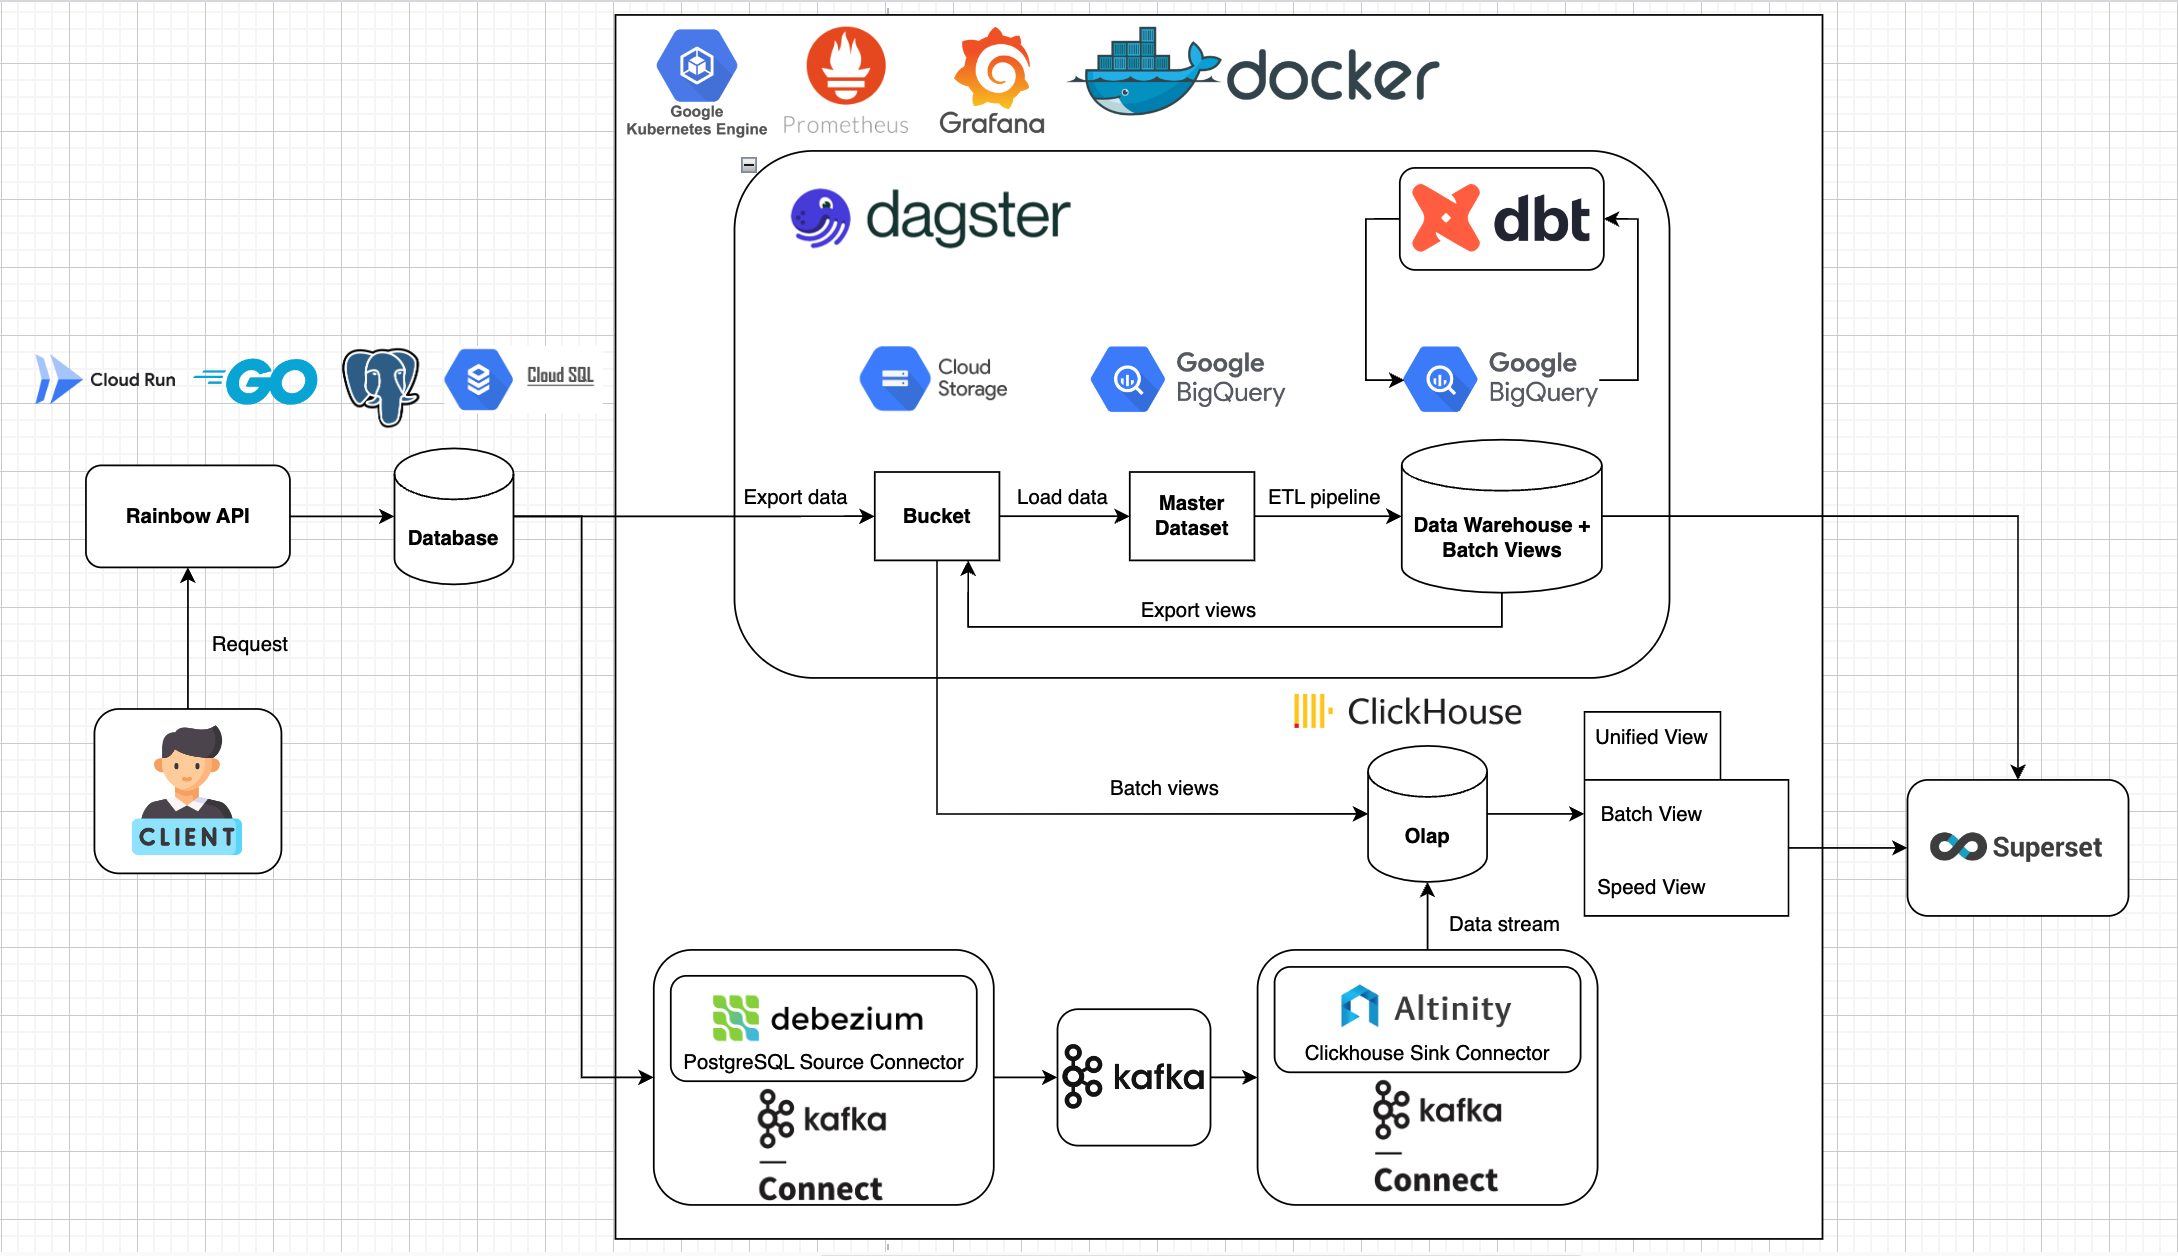 Google
Kubernetes Engine
Prometheus
Grafana
docker
dagster
dbt
Cloud Run
GO
Cloud SQL
Cloud
Storage
Google
BigQuery
Google
BigQuery
Rainbow API
Database
Export data
Bucket
Load data
Master
Dataset
ETL pipeline
Data Warehouse +
Batch Views
Export views
Request
CLIENT
ClickHouse
Unified View
Batch views
Olap
Batch View
Speed View
Superset
Data stream
debezium
PostgreSQL Source Connector
kafka
Connect
kafka
Altinity
Clickhouse Sink Connector
kafka
Connect